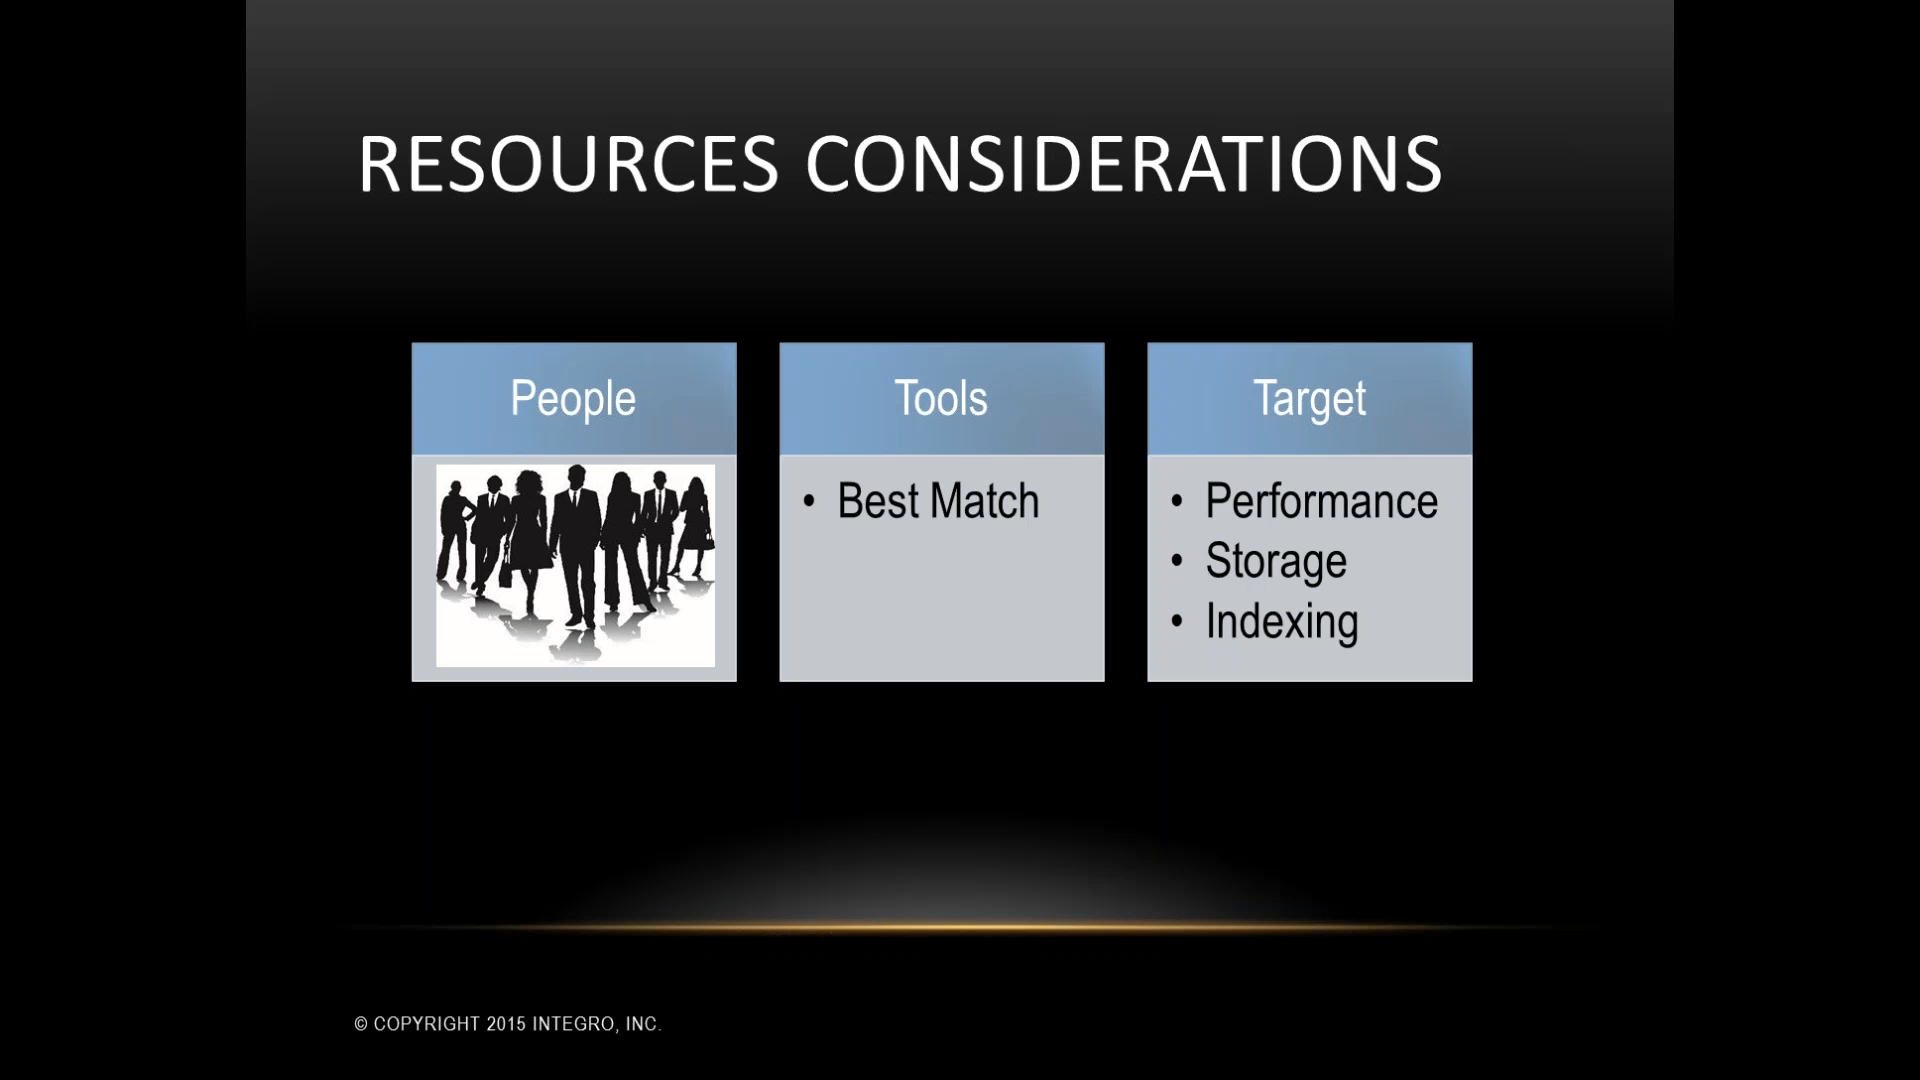 RESOURCES CONSIDERATIONS
People
Tools
• Best Match
Target
• Performance
• Storage
• Indexing
© COPYRIGHT 2015 INTEGRO, INC.